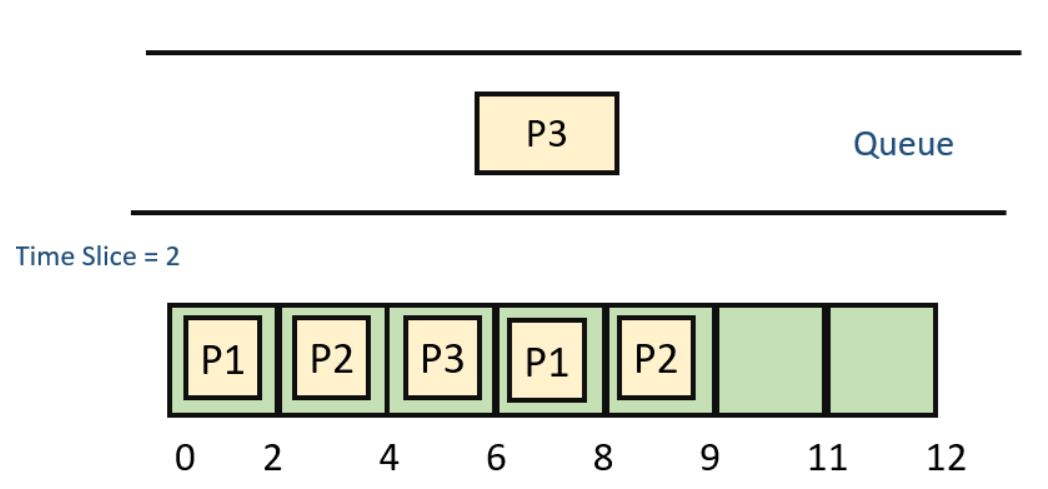 P3
Queue
Time Slice = 2
P1 P2 P3 P1 P2
0 2 4 6 8 9 11 12